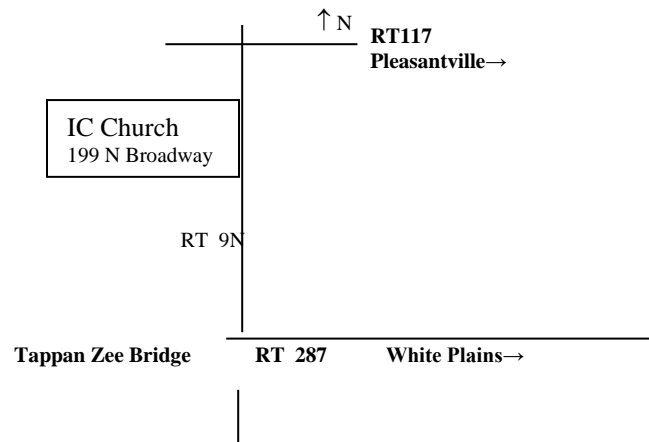 ↑ N
RT117
Pleasantville→
IC Church
199 N Broadway
RT 9N
Tappan Zee Bridge RT 287 White Plains→